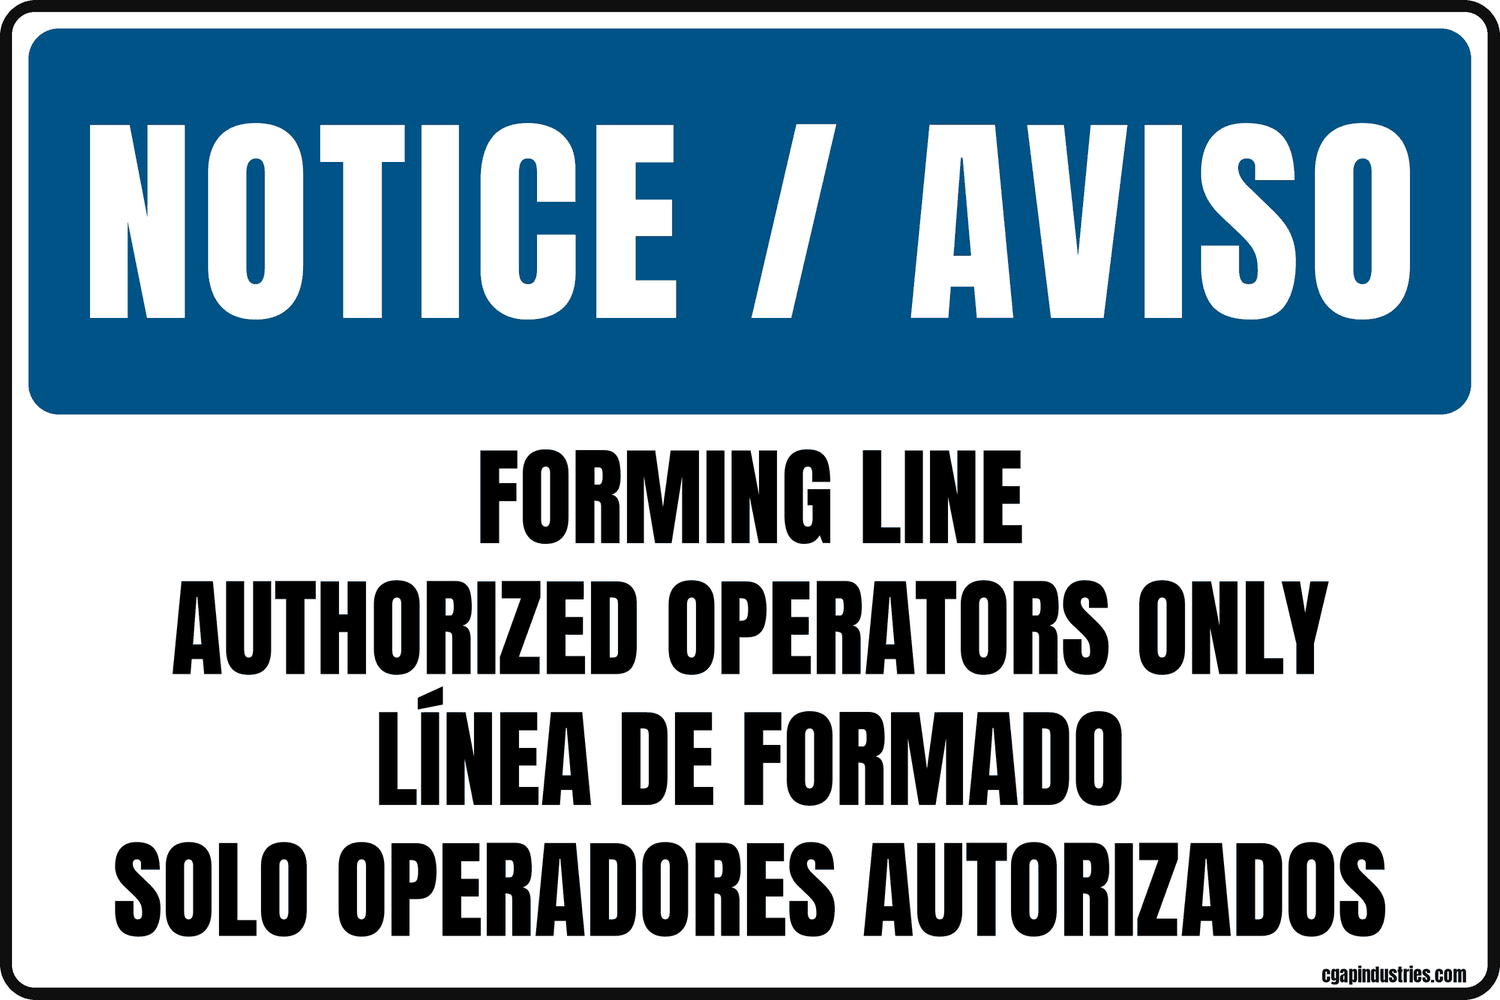 NOTICE / AVISO
FORMING LINE
AUTHORIZED OPERATORS ONLY
LÍNEA DE FORMADO
SOLO OPERADORES AUTORIZADOS
cgapindustries.com